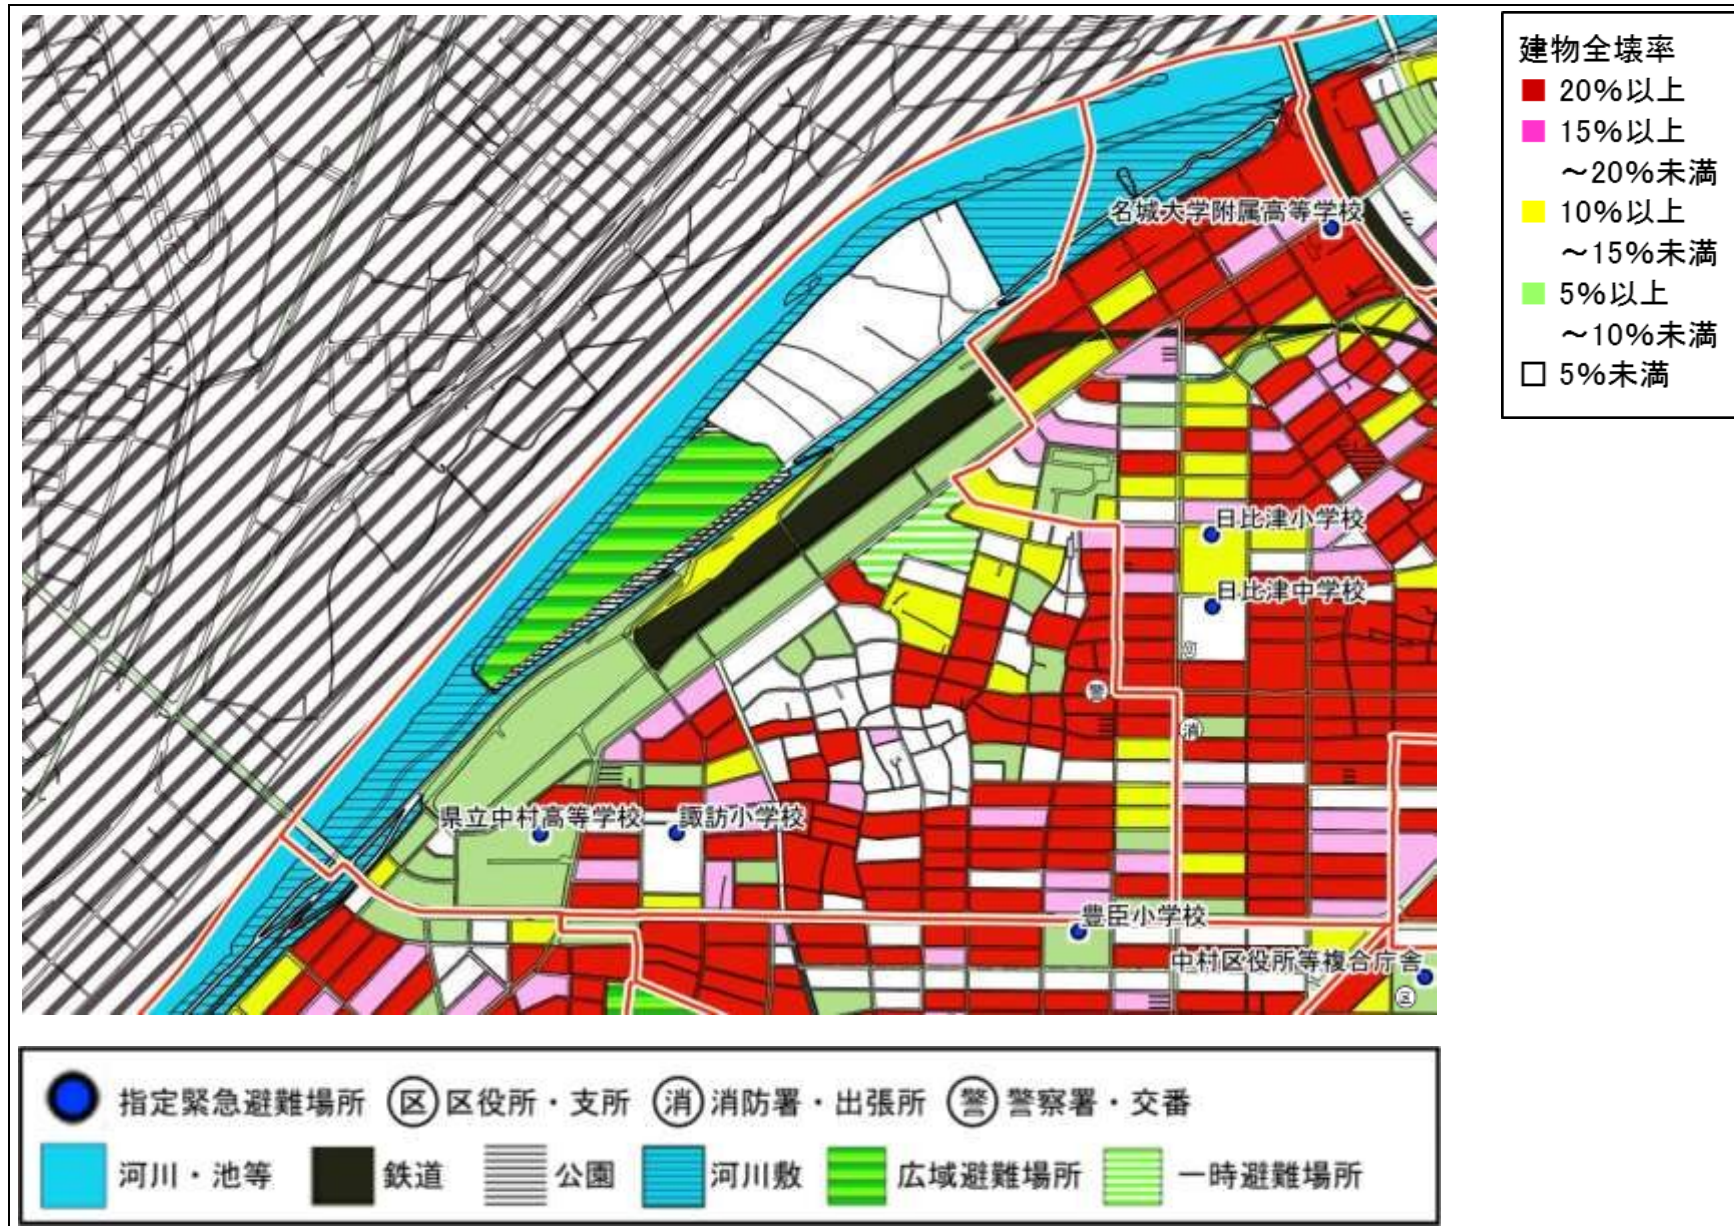 建物全壊率
20%以上
15%以上
～20%未満
10%以上
～15%未満
5%以上
～10%未満
5%未満
名城大学附属高等学校
日比津小学校
日比津中学校
警
消
県立中村高等学校
諏訪小学校
豊臣小学校
中村区役所等複合庁舎
区
指定緊急避難場所 区 区役所・支所 消 消防署・出張所 警 警察署・交番
河川・池等 鉄道 公園 河川敷 広域避難場所 一時避難場所